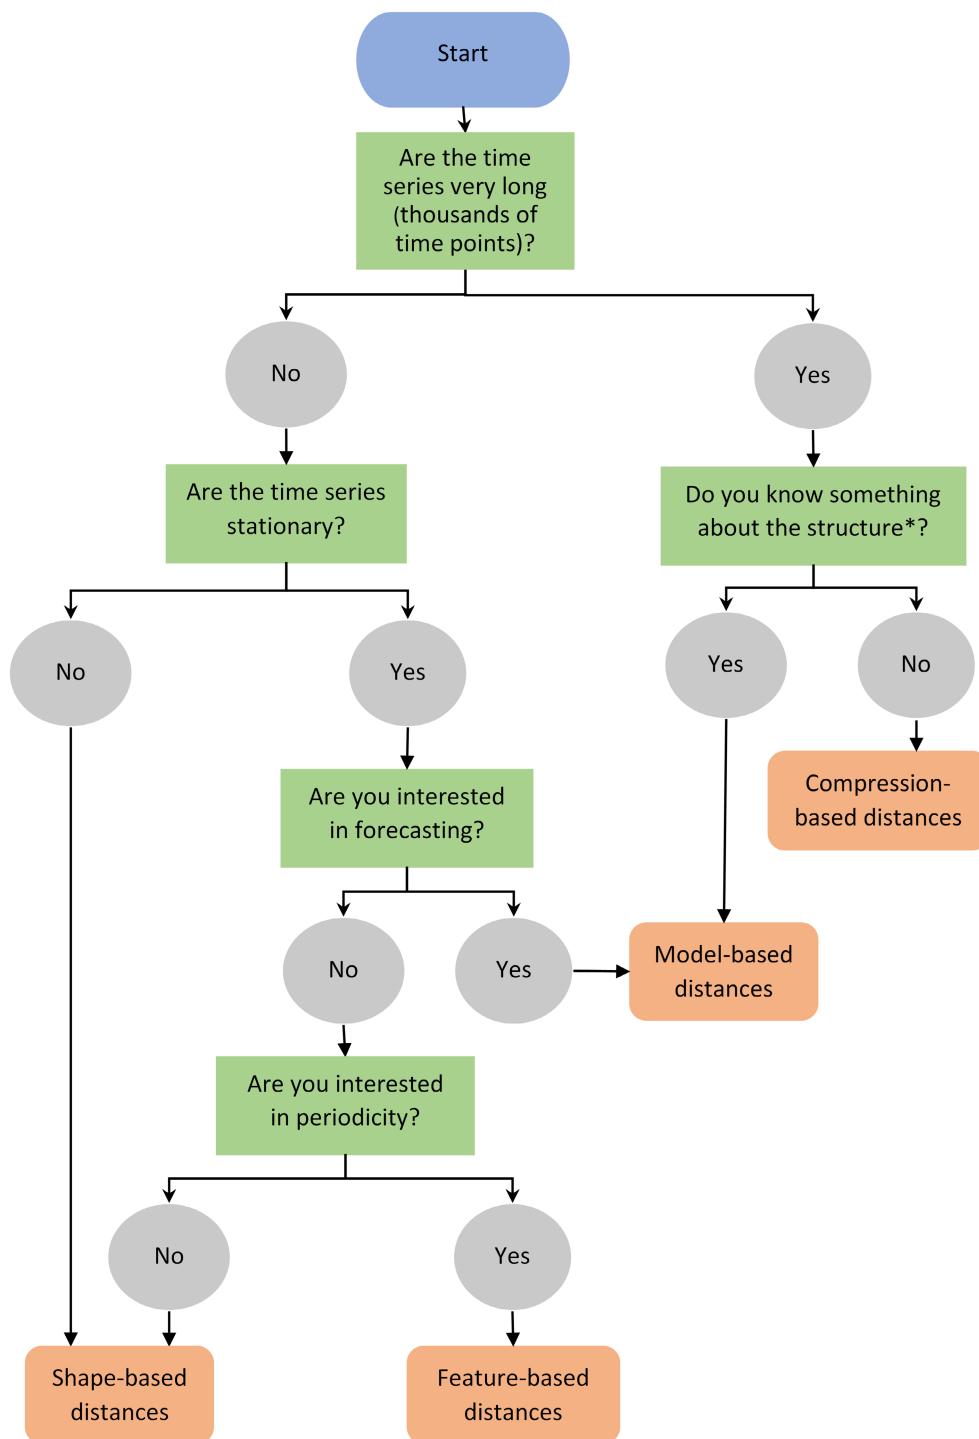 Start
Are the time
series very long
(thousands of
time points)?
No
Yes
Are the time series
stationary?
Do you know something
about the structure*?
No
Yes
Yes
No
Are you interested
in forecasting?
Compression-
based distances
No
Yes
Model-based
distances
Are you interested
in periodicity?
No
Yes
Shape-based
distances
Feature-based
distances